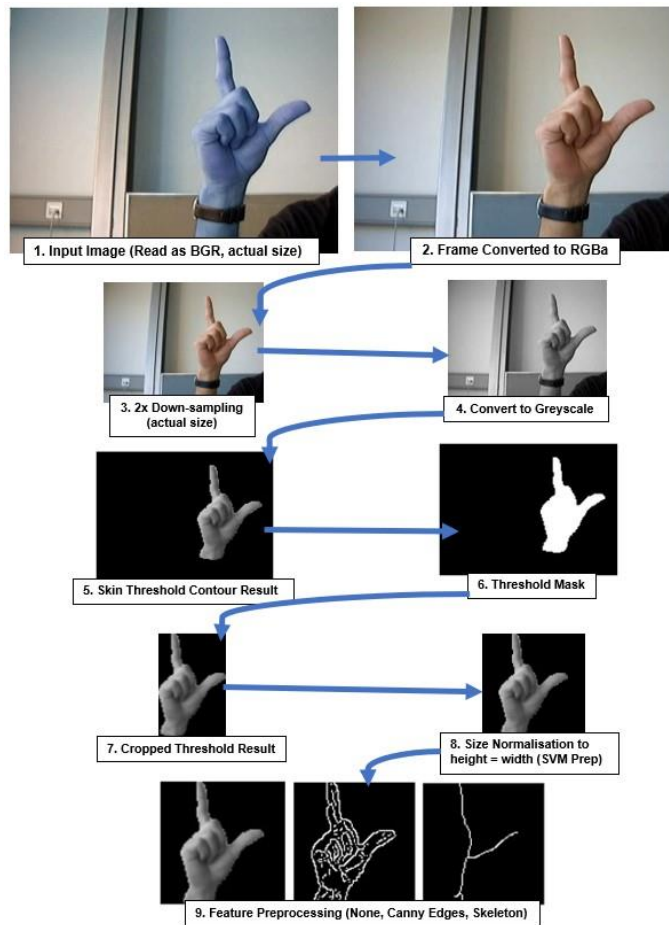 1. Input Image (Read as BGR, actual size)
2. Frame Converted to RGBa
3. 2x Down-sampling
(actual size)
4. Convert to Greyscale
5. Skin Threshold Contour Result
6. Threshold Mask
7. Cropped Threshold Result
8. Size Normalisation to
height = width (SVM Prep)
9. Feature Preprocessing (None, Canny Edges, Skeleton)